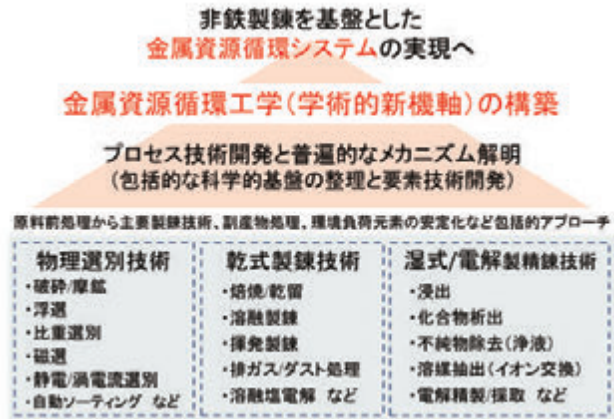 非鉄製錬を基盤とした
金属資源循環システムの実現へ
金属資源循環工学(学術的新機軸)の構築
プロセス技術開発と普遍的なメカニズム解明
(包括的な科学的基盤の整理と要素技術開発)
原料前処理から主要製錬技術、副産物処理、環境負荷元素の安定化など包括的アプローチ
物理選別技術
・破砕/摩鉱
・浮選
・比重選別
・磁選
・静電/渦電流選別
・自動ソーティング など
乾式製錬技術
・焙焼/乾留
・溶融製錬
・揮発製錬
・排ガス/ダスト処理
・溶融塩電解 など
湿式/電解製精錬技術
・浸出
・化合物析出
・不純物除去(浄液)
・溶媒抽出(イオン交換)
・電解精製/採取 など